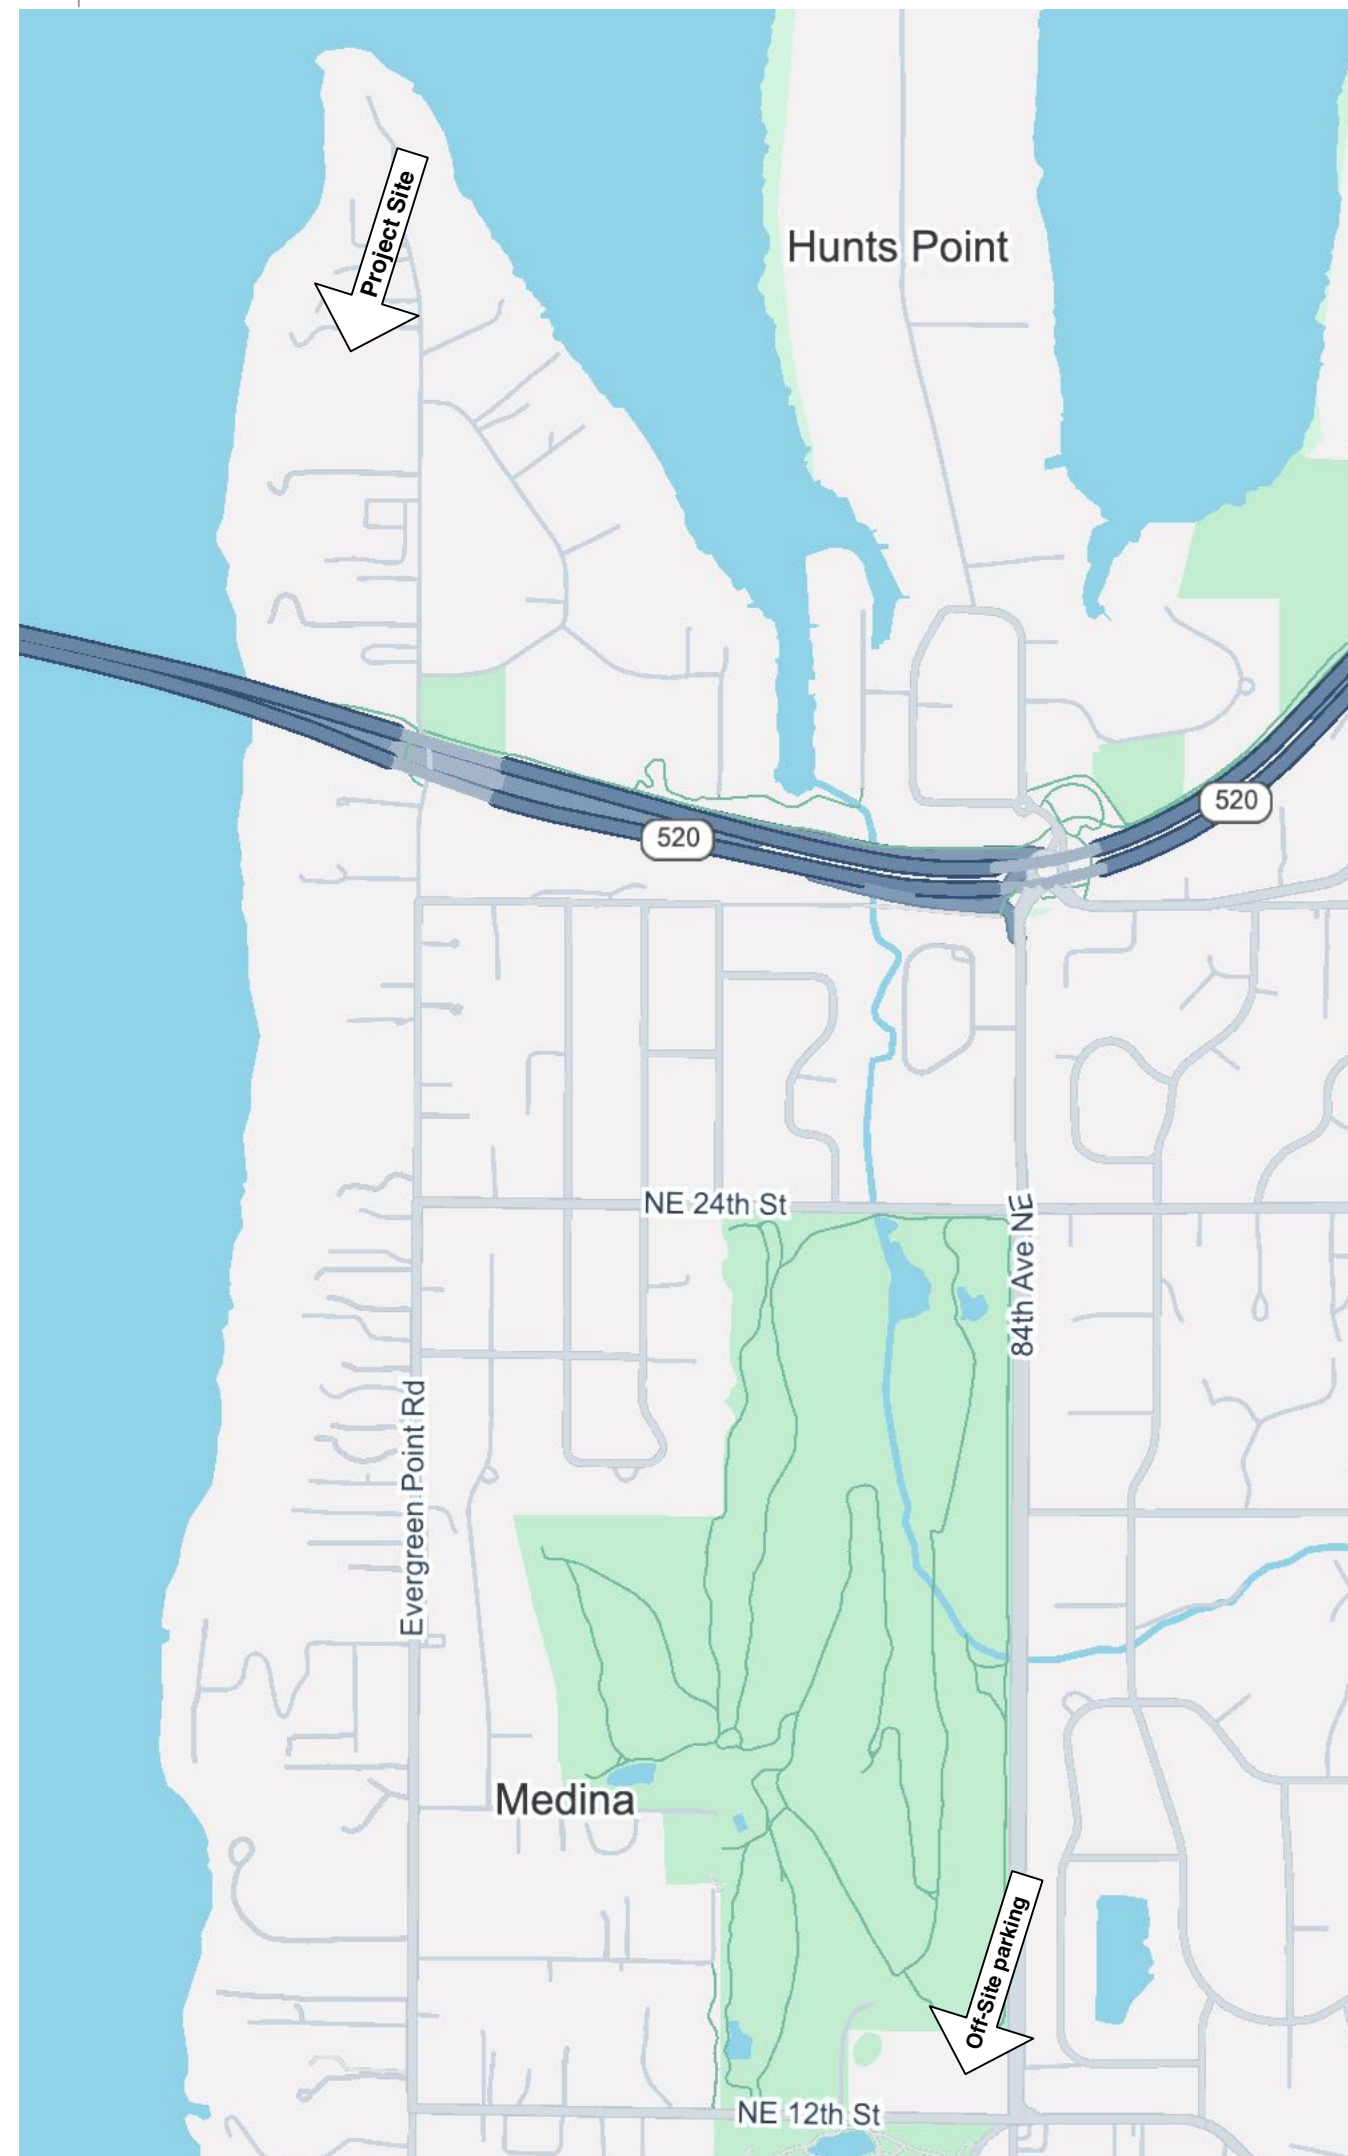 Project Site
Hunts Point
520
520
NE 24th St
84th Ave NE
Evergreen Point Rd
Medina
Off-Site parking
NE 12th St